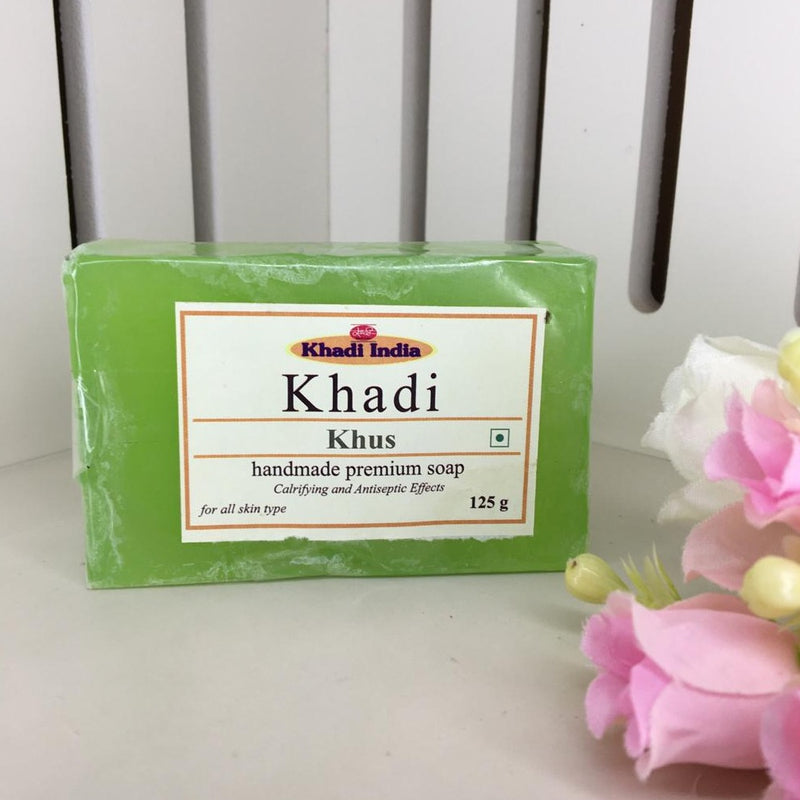 Khadi India
Khadi
Khus
handmade premium soap
Calrifying and Antiseptic Effects
for all skin type
125 g